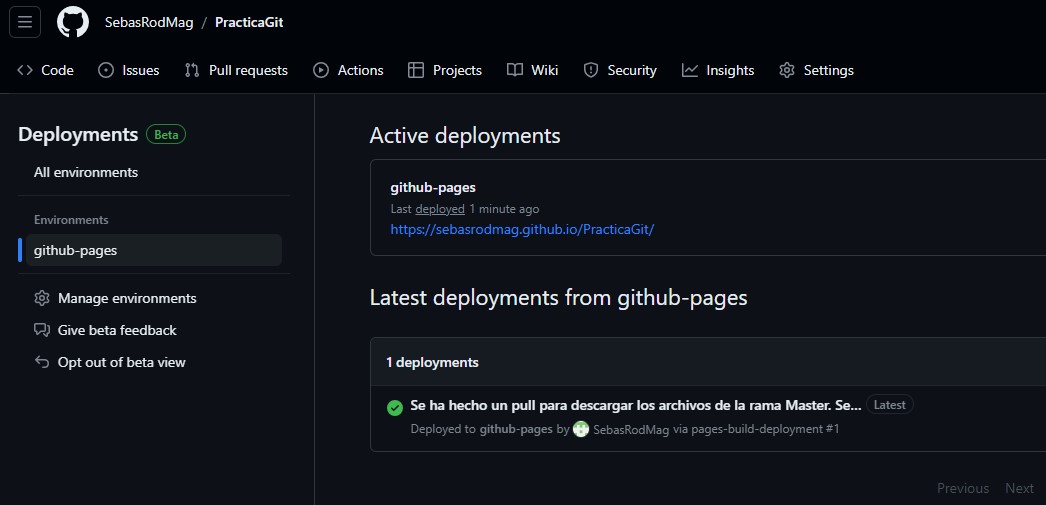 SebasRodMag / PracticaGit
Code Issues Pull requests Actions Projects Wiki Security Insights Settings
Deployments Beta
All environments
Environments
github-pages
Manage environments
Give beta feedback
Opt out of beta view
Active deployments
github-pages
Last deployed 1 minute ago
https://sebasrodmag.github.io/PracticaGit/
Latest deployments from github-pages
1 deployments
Se ha hecho un pull para descargar los archivos de la rama Master. Se... Latest
Deployed to github-pages by SebasRodMag via pages-build-deployment #1
Previous Next